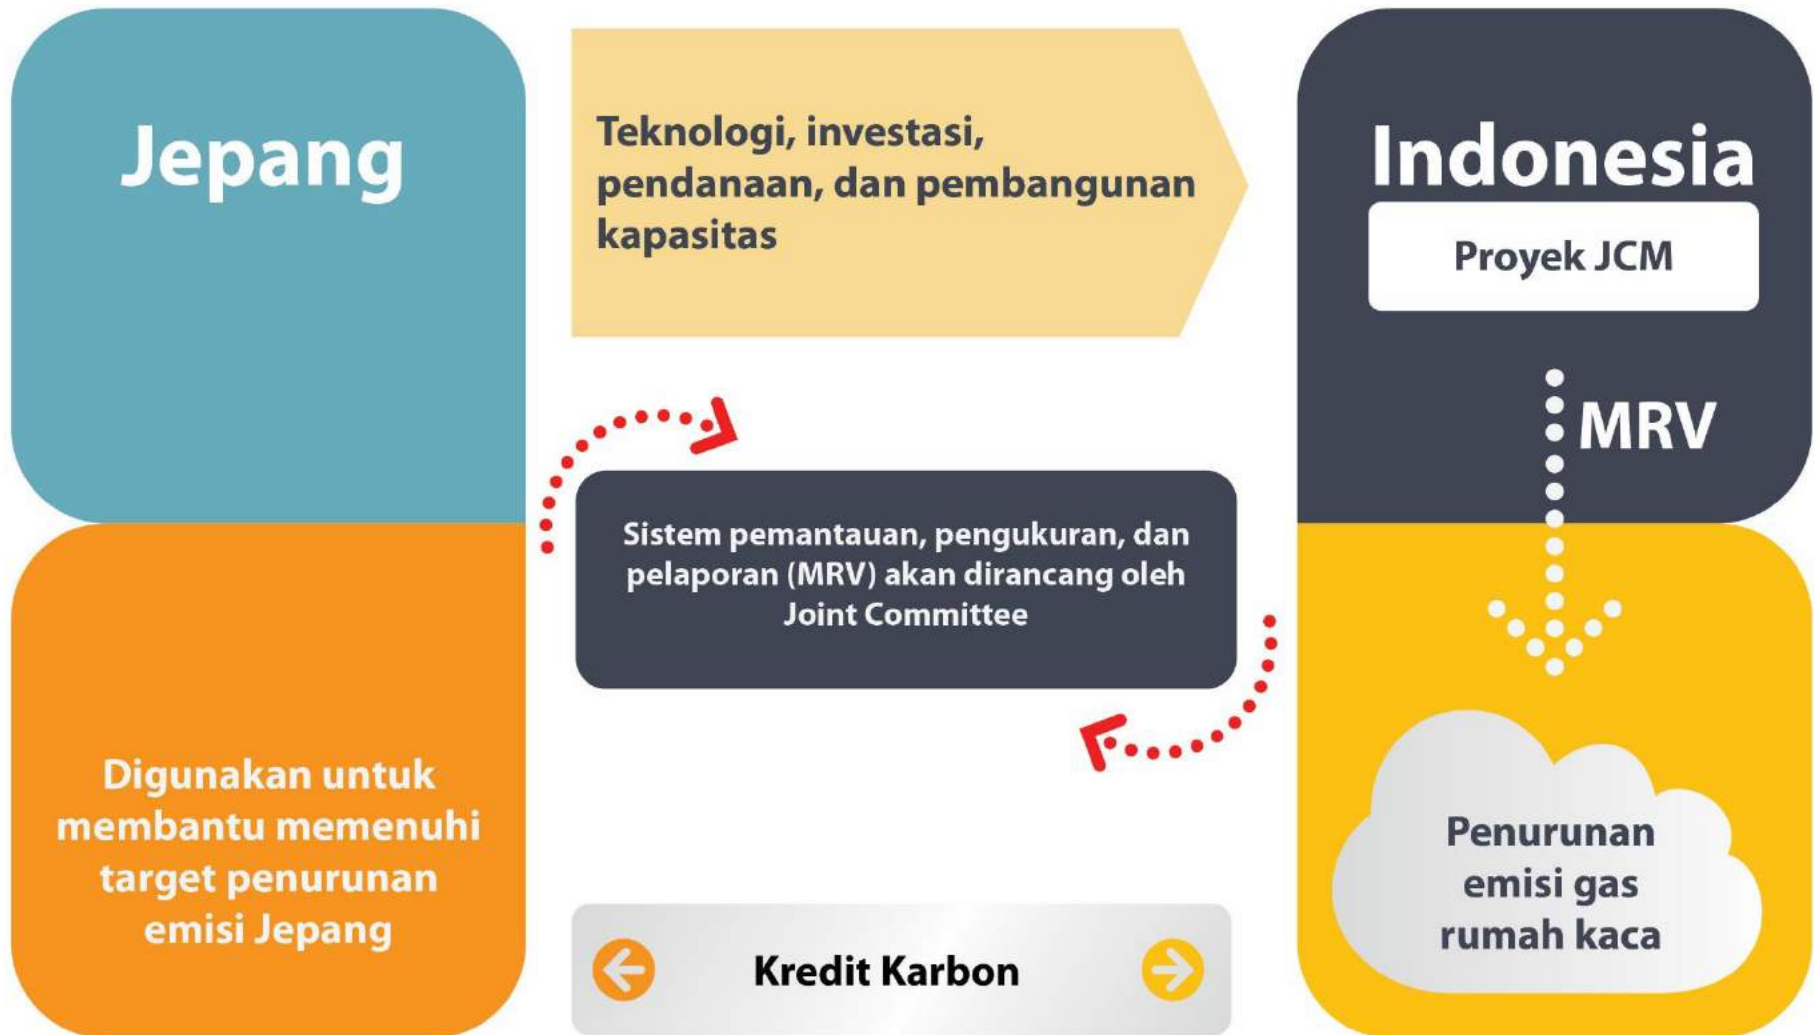 Jepang
Teknologi, investasi,
pendanaan, dan pembangunan
kapasitas
Indonesia
Proyek JCM
MRV
Sistem pemantauan, pengukuran, dan
pelaporan (MRV) akan dirancang oleh
Joint Committee
Digunakan untuk
membantu memenuhi
target penurunan
emisi Jepang
Kredit Karbon
Penurunan
emisi gas
rumah kaca